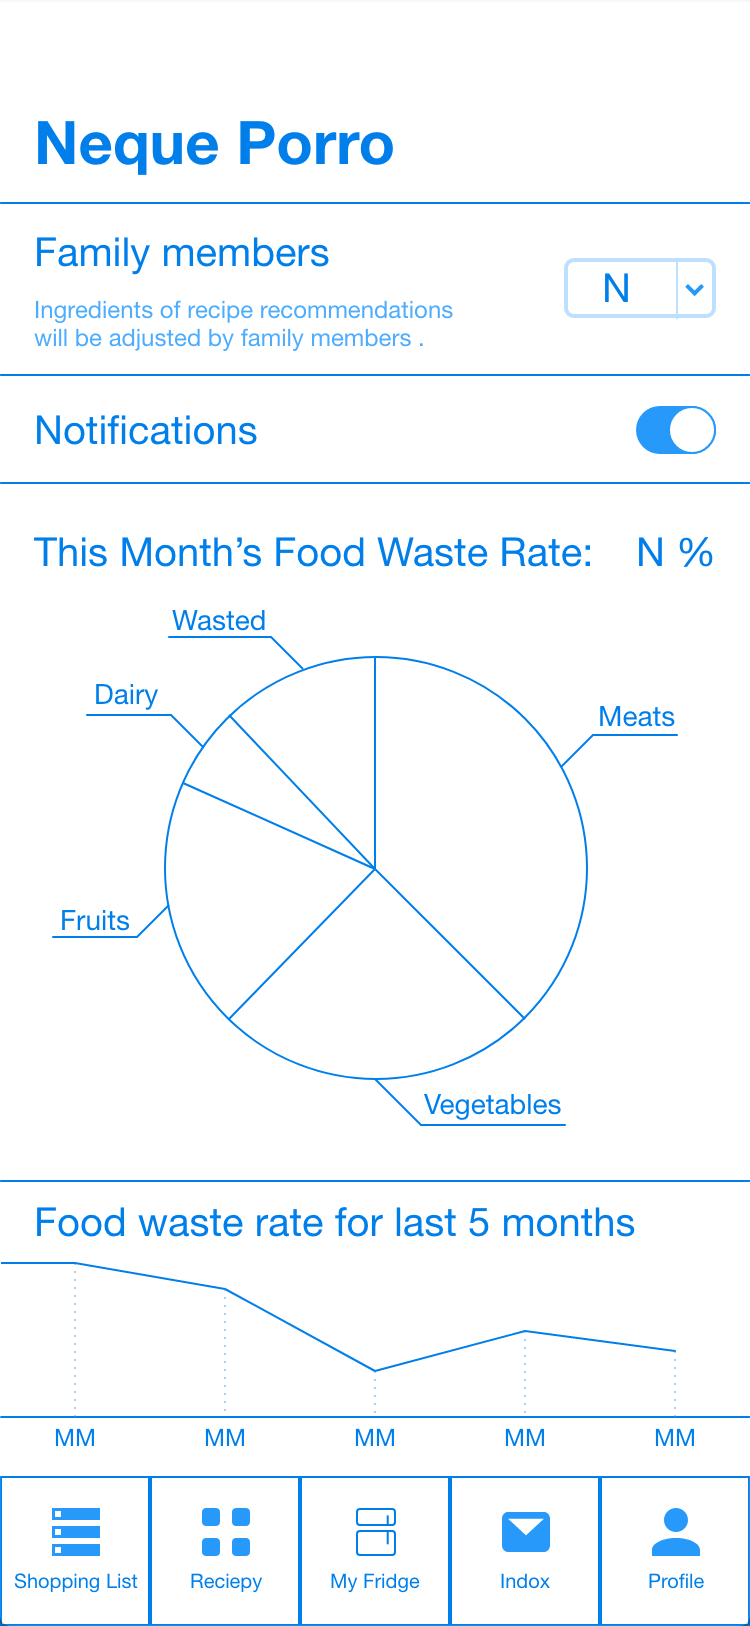 Neque Porro
Family members
N
Ingredients of recipe recommendations
will be adjusted by family members .
Notifications
This Month’s Food Waste Rate: N %
Wasted
Dairy
Meats
Fruits
Vegetables
Food waste rate for last 5 months
MM MM MM MM MM
Shopping List Reciepy My Fridge Indox Profile